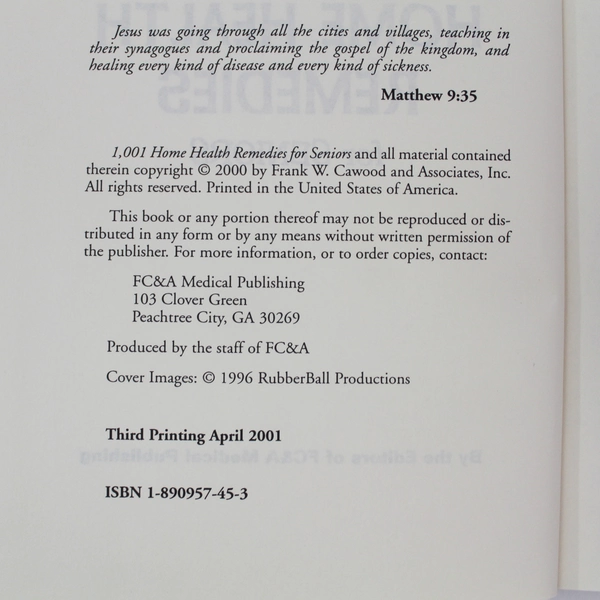 Jesus was going through all the cities and villages, teaching in
their synagogues and proclaiming the gospel of the kingdom, and
healing every kind of disease and every kind of sickness.
Matthew 9:35
1,001 Home Health Remedies for Seniors and all material contained
therein copyright © 2000 by Frank W. Cawood and Associates, Inc.
All rights reserved. Printed in the United States of America.
This book or any portion thereof may not be reproduced or dis-
tributed in any form or by any means without written permission of
the publisher. For more information, or to order copies, contact:
FC&A Medical Publishing
103 Clover Green
Peachtree City, GA 30269
Produced by the staff of FC&A
Cover Images: © 1996 RubberBall Productions
Third Printing April 2001
ISBN 1-890957-45-3